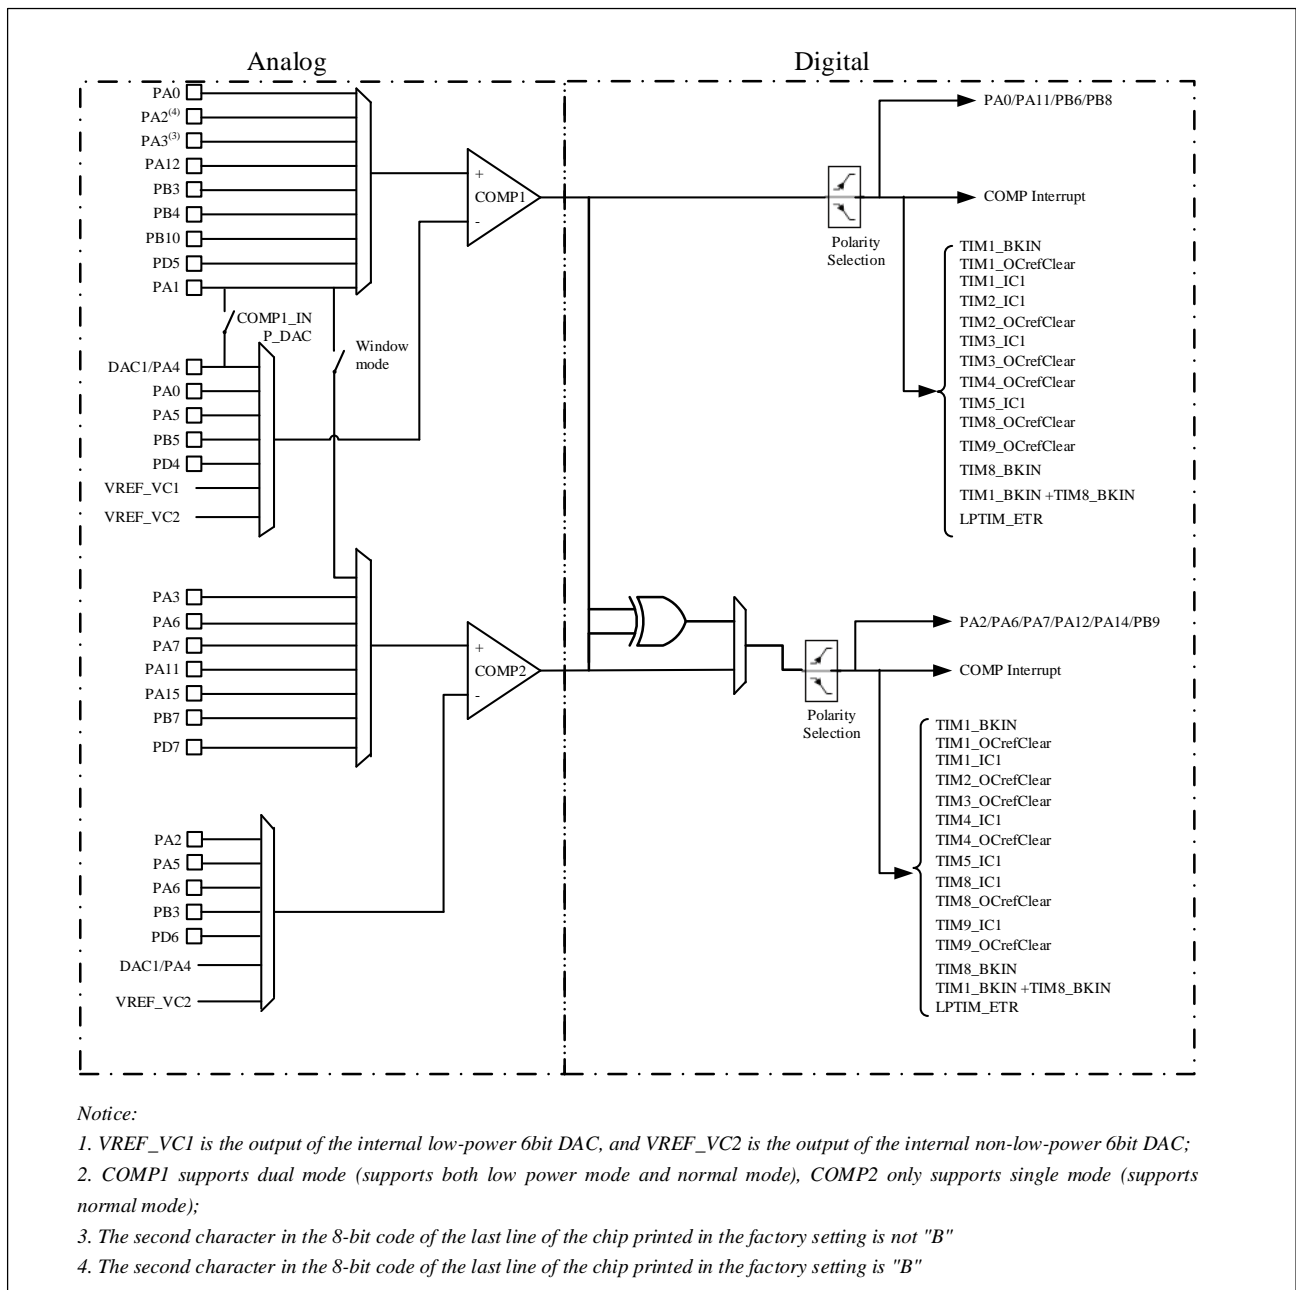 Analog
Digital
PA0
PA2(4)
PA3(3)
PA12
PB3
PB4
PB10
PD5
PA1
COMP1_IN
P_DAC
Window
mode
DAC1/PA4
PA0
PA5
PB5
PD4
VREF_VC1
VREF_VC2
+
COMP1
-
Polarity
Selection
PA0/PA11/PB6/PB8
COMP Interrupt
TIM1_BKIN
TIM1_OCrefClear
TIM1_IC1
TIM2_IC1
TIM2_OCrefClear
TIM3_IC1
TIM3_OCrefClear
TIM4_OCrefClear
TIM5_IC1
TIM8_OCrefClear
TIM9_OCrefClear
TIM8_BKIN
TIM1_BKIN +TIM8_BKIN
LPTIM_ETR
PA3
PA6
PA7
PA11
PA15
PB7
PD7
+
COMP2
-
PA2
PA5
PA6
PB3
PD6
DAC1/PA4
VREF_VC2
Polarity
Selection
PA2/PA6/PA7/PA12/PA14/PB9
COMP Interrupt
TIM1_BKIN
TIM1_OCrefClear
TIM1_IC1
TIM2_OCrefClear
TIM3_OCrefClear
TIM4_IC1
TIM4_OCrefClear
TIM5_IC1
TIM8_IC1
TIM8_OCrefClear
TIM9_IC1
TIM9_OCrefClear
TIM8_BKIN
TIM1_BKIN +TIM8_BKIN
LPTIM_ETR
Notice:
1. VREF_VC1 is the output of the internal low-power 6bit DAC, and VREF_VC2 is the output of the internal non-low-power 6bit DAC;
2. COMP1 supports dual mode (supports both low power mode and normal mode), COMP2 only supports single mode (supports
normal mode);
3. The second character in the 8-bit code of the last line of the chip printed in the factory setting is not "B"
4. The second character in the 8-bit code of the last line of the chip printed in the factory setting is "B"